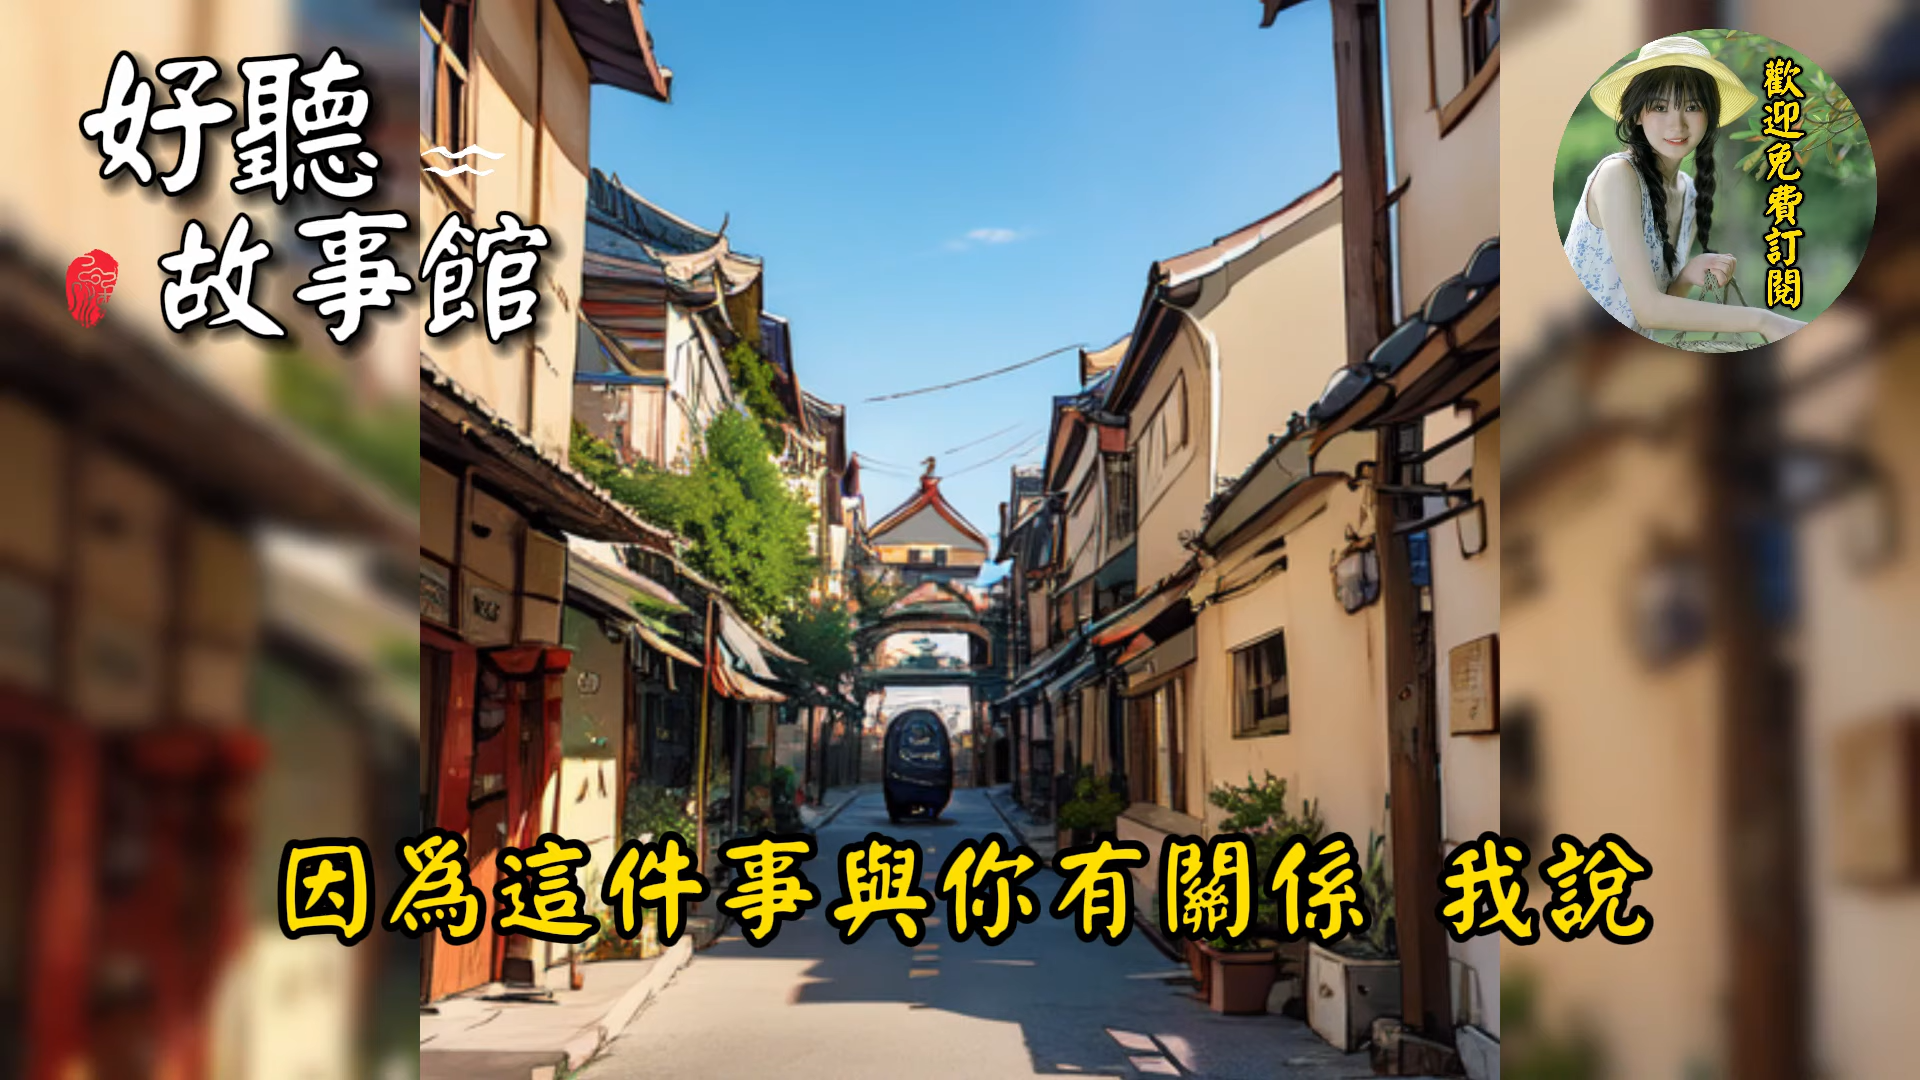 好聽
故事館
歡迎免費訂閱
因爲這件事與你有關係 我說